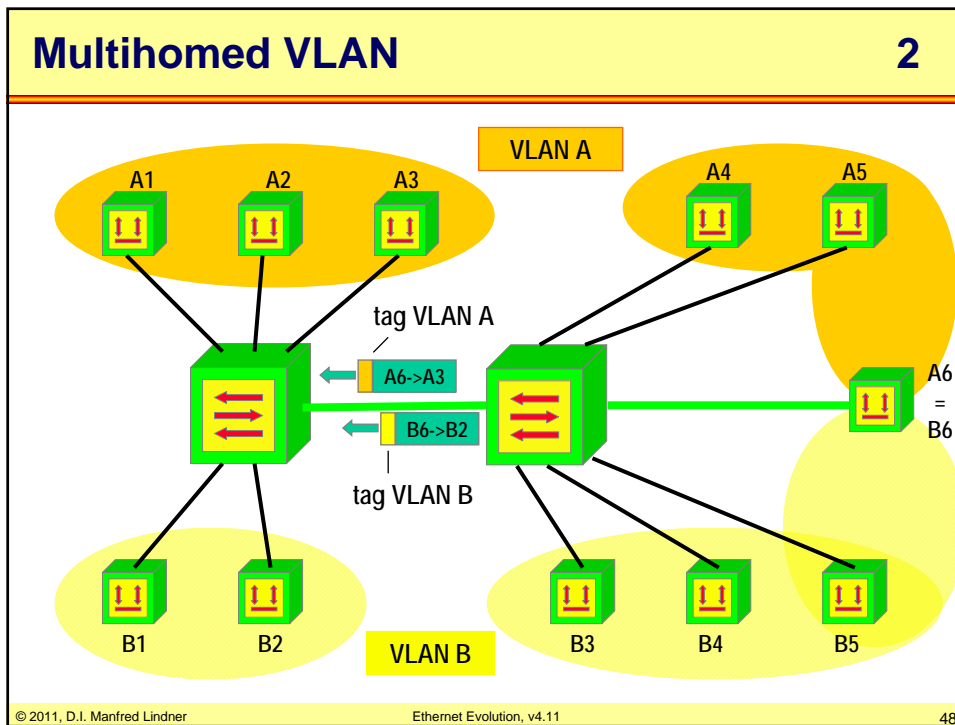 Multihomed VLAN 2
VLAN A
A1 A2 A3
A4 A5
tag VLAN A
A6->A3
A6
=
B6
B6->B2
tag VLAN B
B1 B2
B3 B4 B5
VLAN B
© 2011, D.I. Manfred Lindner Ethernet Evolution, v4.11 48